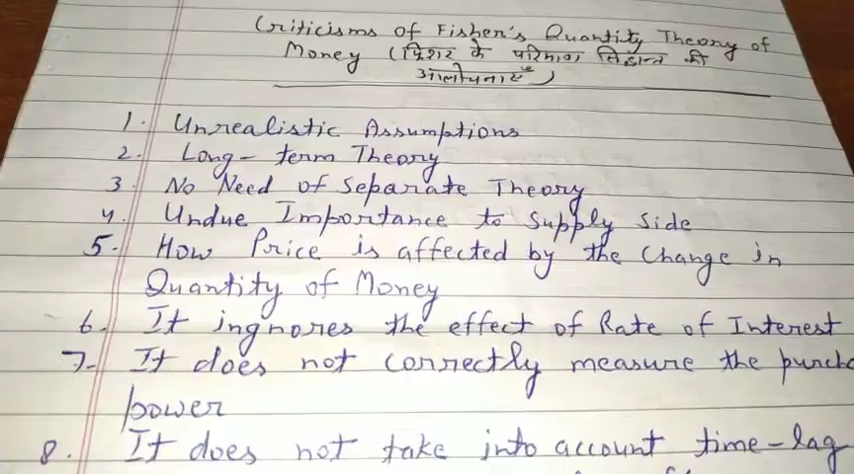 Criticisms of Fisher's Quantity Theory of
Money (फिशर के परिमाण सिद्धान्त की
आलोचनाएँ)
1. Unrealistic Assumptions
2. Long-term Theory
3. No Need of Separate Theory
4. Undue Importance to Supply Side
5. How Price is affected by the Change in
Quantity of Money
6. It ingnores the effect of Rate of Interest
7. It does not correctly measure the purch
power
8. It does not take into account time-lag